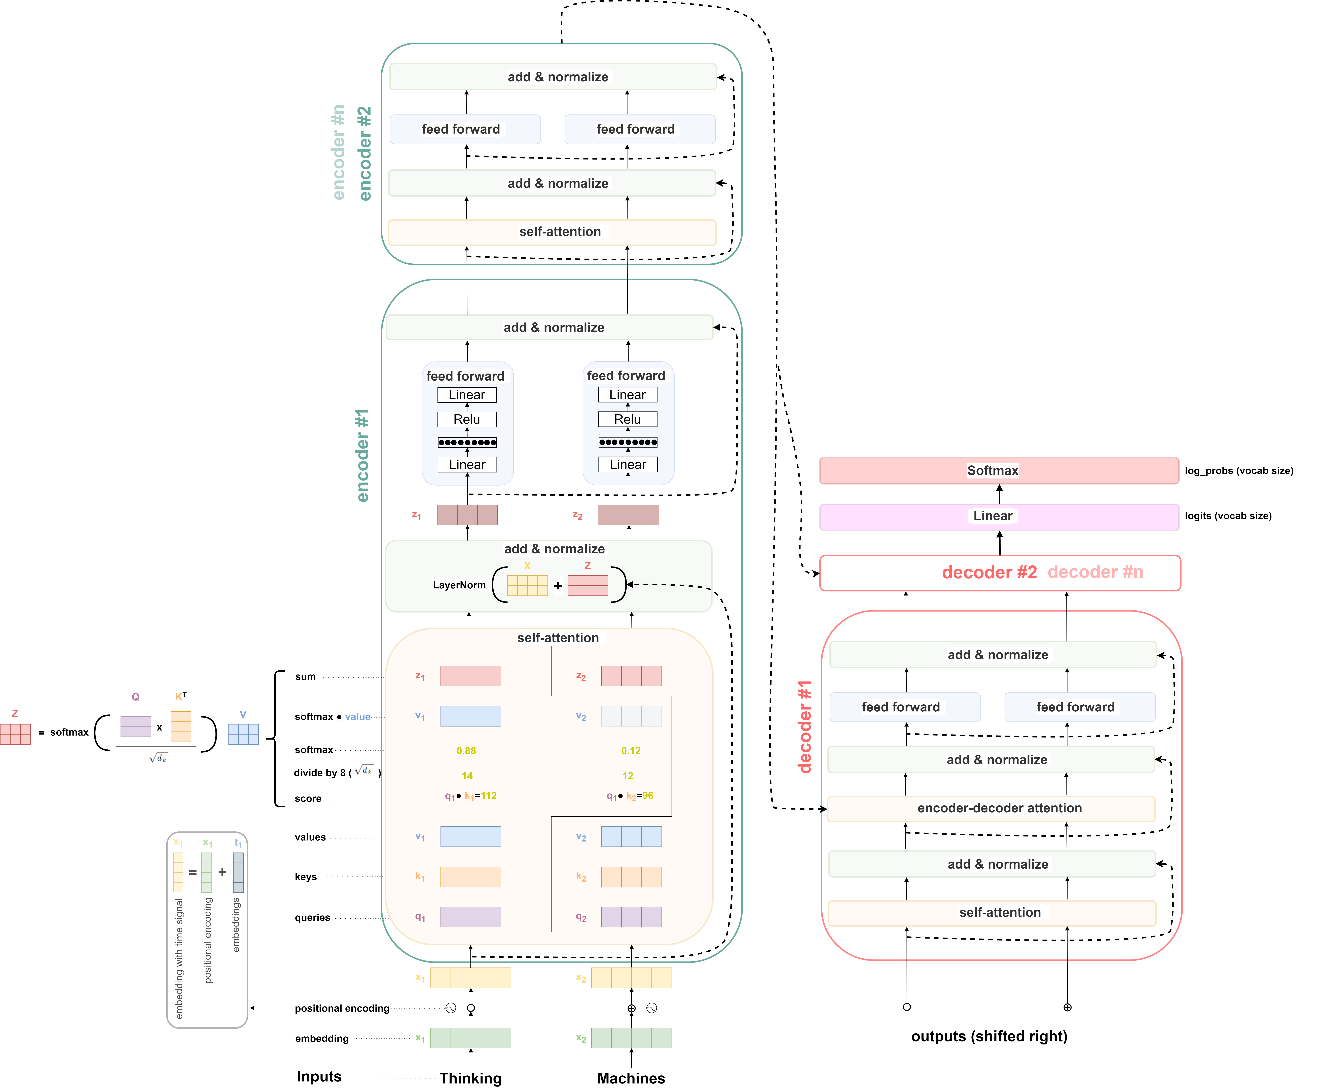 add & normalize
feed forward
feed forward
add & normalize
self-attention
encoder #n
encoder #2
add & normalize
feed forward
Linear
Relu
Linear
feed forward
Linear
Relu
Linear
encoder #1
z1
z2
add & normalize
X
Z
LayerNorm
+
self-attention
sum
z1
z2
softmax • value
v1
v2
softmax
0.88
0.12
divide by 8 ( √dk )
14
12
score
q1 • k1=112
q1 • k2=96
values
v1
v2
keys
k1
k2
queries
q1
q2
Z
Q
K^T
V
= softmax
x
√dk
x1
x1
t1
=
+
embedding with time signal
positional encoding
embeddings
x1
x2
positional encoding
embedding
x1
x2
Inputs
Thinking
Machines
Softmax
log_probs (vocab size)
Linear
logits (vocab size)
decoder #2
decoder #n
add & normalize
feed forward
feed forward
add & normalize
encoder-decoder attention
add & normalize
self-attention
decoder #1
outputs (shifted right)